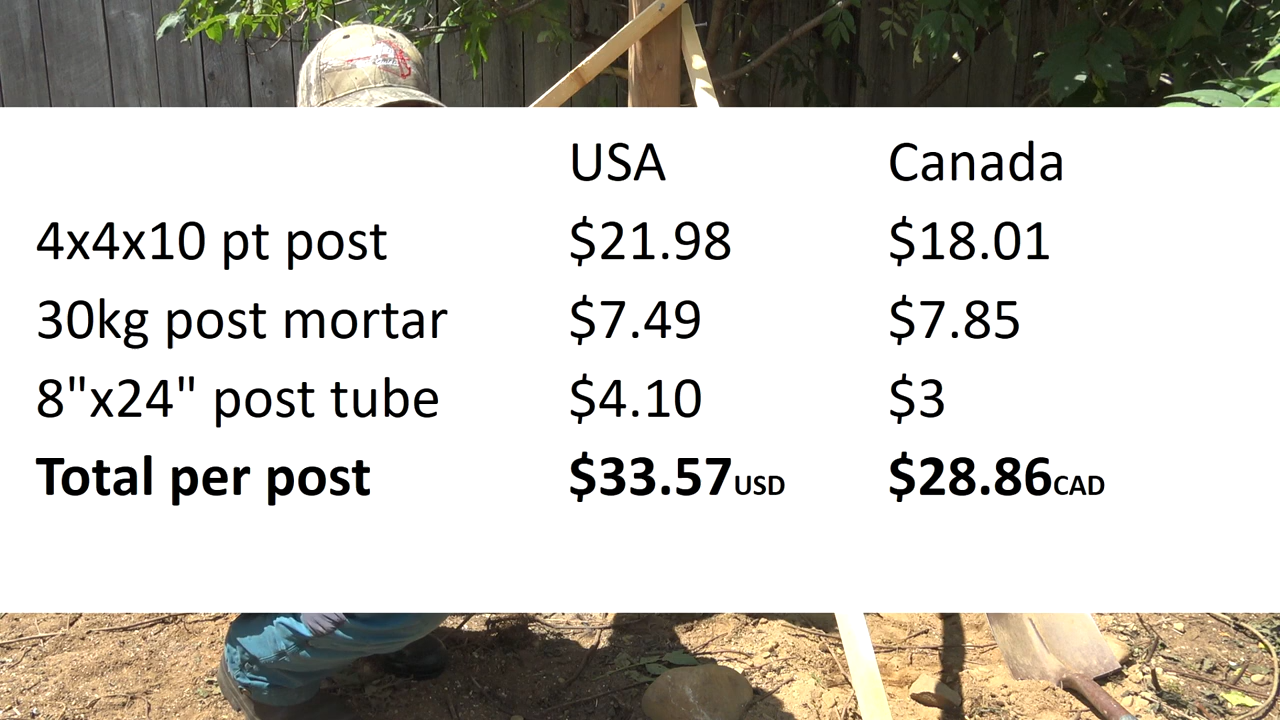 USA Canada
4x4x10 pt post $21.98 $18.01
30kg post mortar $7.49 $7.85
8"x24" post tube $4.10 $3
Total per post $33.57USD $28.86CAD